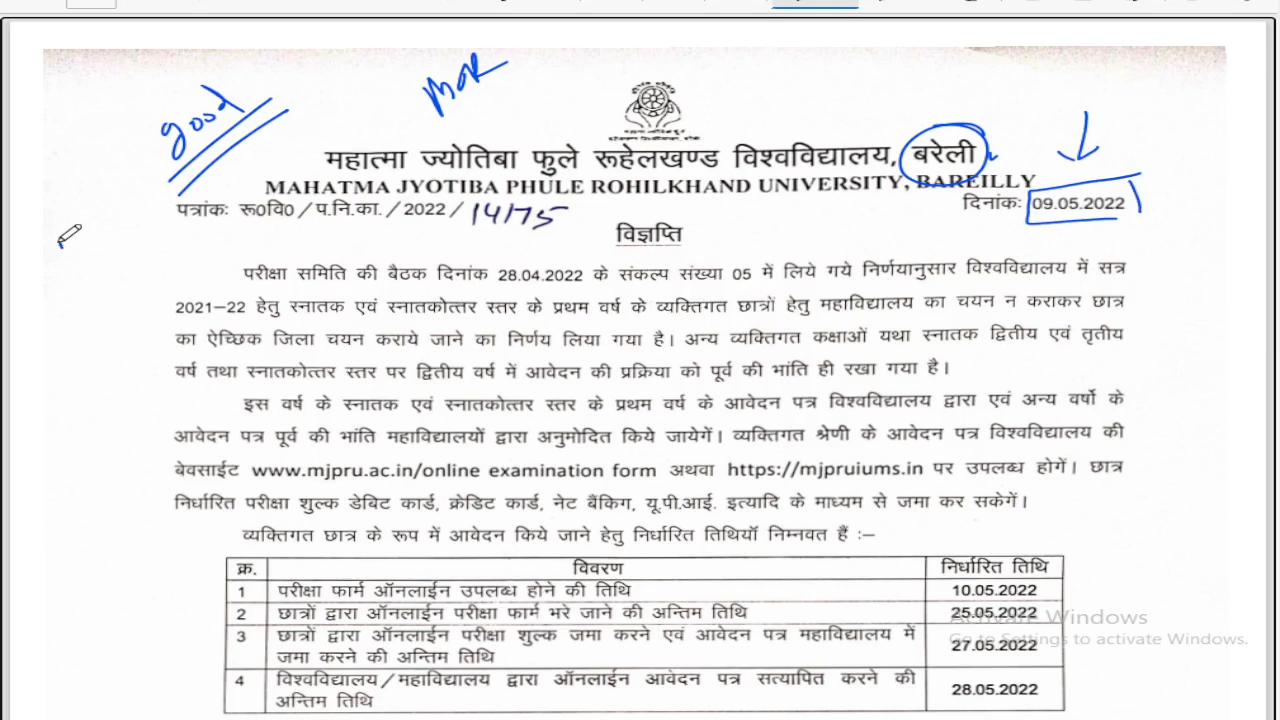 good
महात्मा ज्योतिबा फुले रूहेलखण्ड विश्वविद्यालय, बरेली
MAHATMA JYOTIBA PHULE ROHILKHAND UNIVERSITY, BAREILLY
पत्रांकः रू0वि0/प.नि.का./2022/14175 दिनांकः 09.05.2022
विज्ञप्ति
परीक्षा समिति की बैठक दिनांक 28.04.2022 के संकल्प संख्या 05 में लिये गये निर्णयानुसार विश्वविद्यालय में सत्र
2021–22 हेतु स्नातक एवं स्नातकोत्तर स्तर के प्रथम वर्ष के व्यक्तिगत छात्रों हेतु महाविद्यालय का चयन न कराकर छात्र
का ऐच्छिक जिला चयन कराये जाने का निर्णय लिया गया है। अन्य व्यक्तिगत कक्षाओं यथा स्नातक द्वितीय एवं तृतीय
वर्ष तथा स्नातकोत्तर स्तर पर द्वितीय वर्ष में आवेदन की प्रक्रिया को पूर्व की भांति ही रखा गया है।
इस वर्ष के स्नातक एवं स्नातकोत्तर स्तर के प्रथम वर्ष के आवेदन पत्र विश्वविद्यालय द्वारा एवं अन्य वर्षो के
आवेदन पत्र पूर्व की भांति महाविद्यालयों द्वारा अनुमोदित किये जायेगें। व्यक्तिगत श्रेणी के आवेदन पत्र विश्वविद्यालय की
बेवसाईट www.mjpru.ac.in/online examination form अथवा https://mjpruiums.in पर उपलब्ध होगें। छात्र
निर्धारित परीक्षा शुल्क डेबिट कार्ड, क्रेडिट कार्ड, नेट बैंकिग, यू.पी.आई. इत्यादि के माध्यम से जमा कर सकेगें।
व्यक्तिगत छात्र के रूप में आवेदन किये जाने हेतु निर्धारित तिथियॉ निम्नवत हैं :–
क्र. विवरण निर्धारित तिथि
1 परीक्षा फार्म ऑनलाईन उपलब्ध होने की तिथि 10.05.2022
2 छात्रों द्वारा ऑनलाईन परीक्षा फार्म भरे जाने की अन्तिम तिथि 25.05.2022
3 छात्रों द्वारा ऑनलाईन परीक्षा शुल्क जमा करने एवं आवेदन पत्र महाविद्यालय में
जमा करने की अन्तिम तिथि 27.05.2022
4 विश्वविद्यालय/महाविद्यालय द्वारा ऑनलाईन आवेदन पत्र सत्यापित करने की
अन्तिम तिथि 28.05.2022
Activate Windows
Go to Settings to activate Windows.